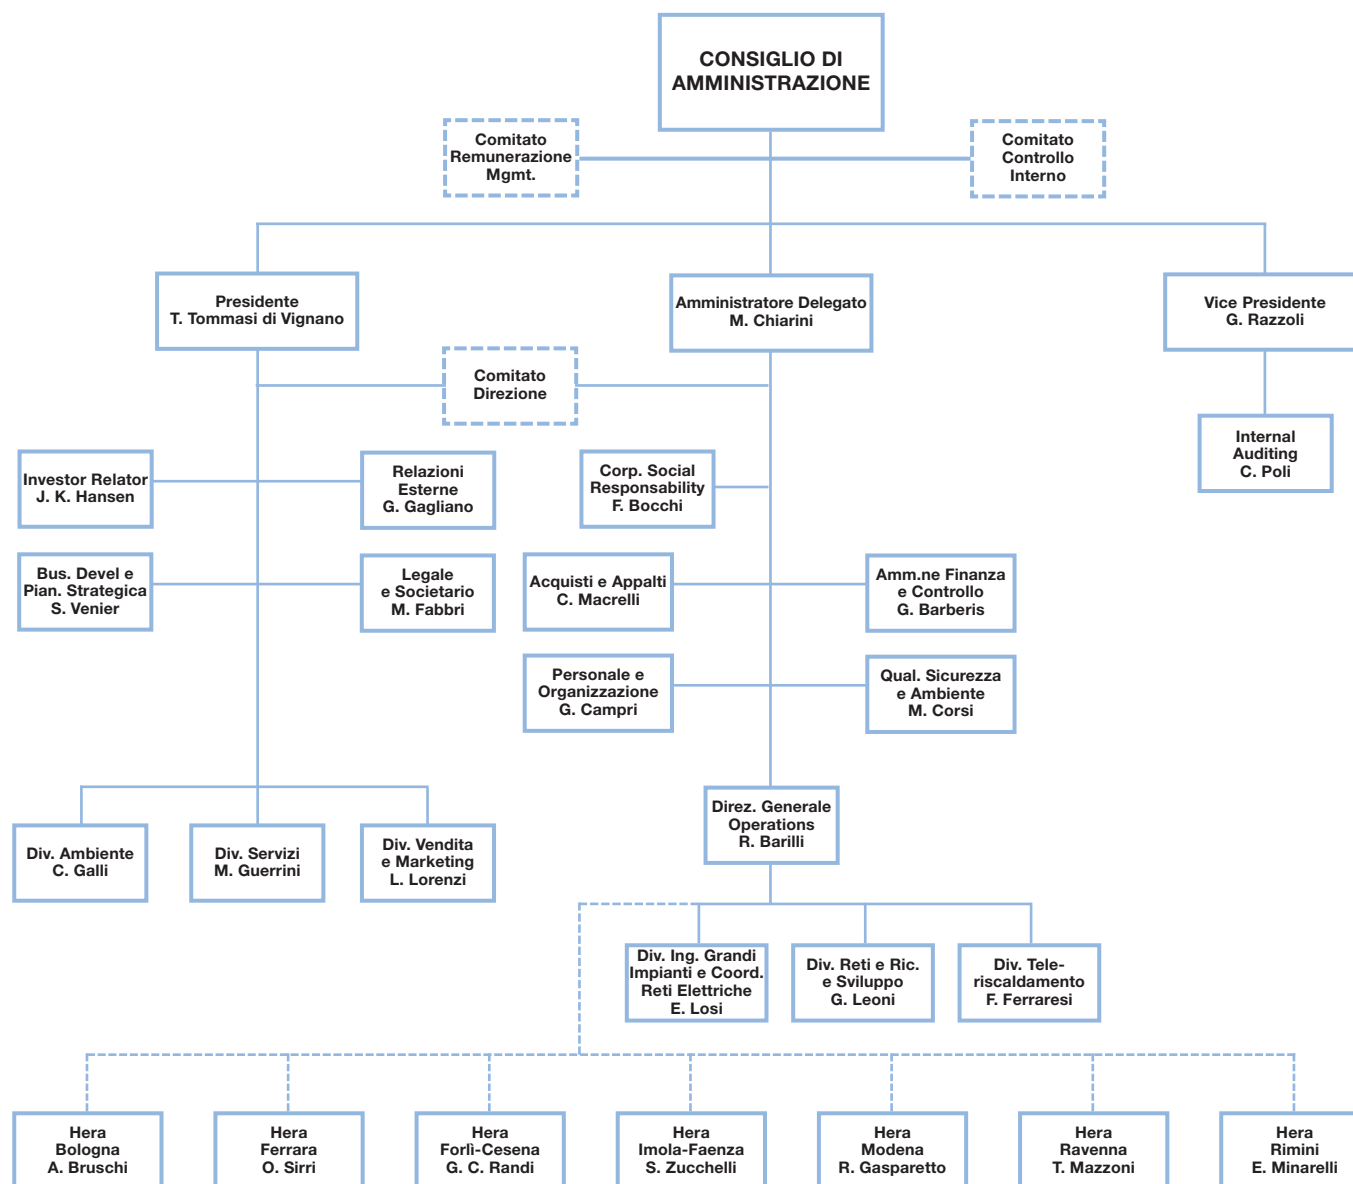 CONSIGLIO DI
AMMINISTRAZIONE
Comitato
Remunerazione
Mgmt.
Comitato
Controllo
Interno
Presidente
T. Tommasi di Vignano
Amministratore Delegato
M. Chiarini
Vice Presidente
G. Razzoli
Comitato
Direzione
Internal
Auditing
C. Poli
Investor Relator
J. K. Hansen
Relazioni
Esterne
G. Gagliano
Corp. Social
Responsability
F. Bocchi
Bus. Devel e
Pian. Strategica
S. Venier
Legale
e Societario
M. Fabbri
Acquisti e Appalti
C. Macrelli
Amm.ne Finanza
e Controllo
G. Barberis
Personale e
Organizzazione
G. Campri
Qual. Sicurezza
e Ambiente
M. Corsi
Direz. Generale
Operations
R. Barilli
Div. Ambiente
C. Galli
Div. Servizi
M. Guerrini
Div. Vendita
e Marketing
L. Lorenzi
Div. Ing. Grandi
Impianti e Coord.
Reti Elettriche
E. Losi
Div. Reti e Ric.
e Sviluppo
G. Leoni
Div. Tele-
riscaldamento
F. Ferraresi
Hera
Bologna
A. Bruschi
Hera
Ferrara
O. Sirri
Hera
Forlì-Cesena
G. C. Randi
Hera
Imola-Faenza
S. Zucchelli
Hera
Modena
R. Gasparetto
Hera
Ravenna
T. Mazzoni
Hera
Rimini
E. Minarelli